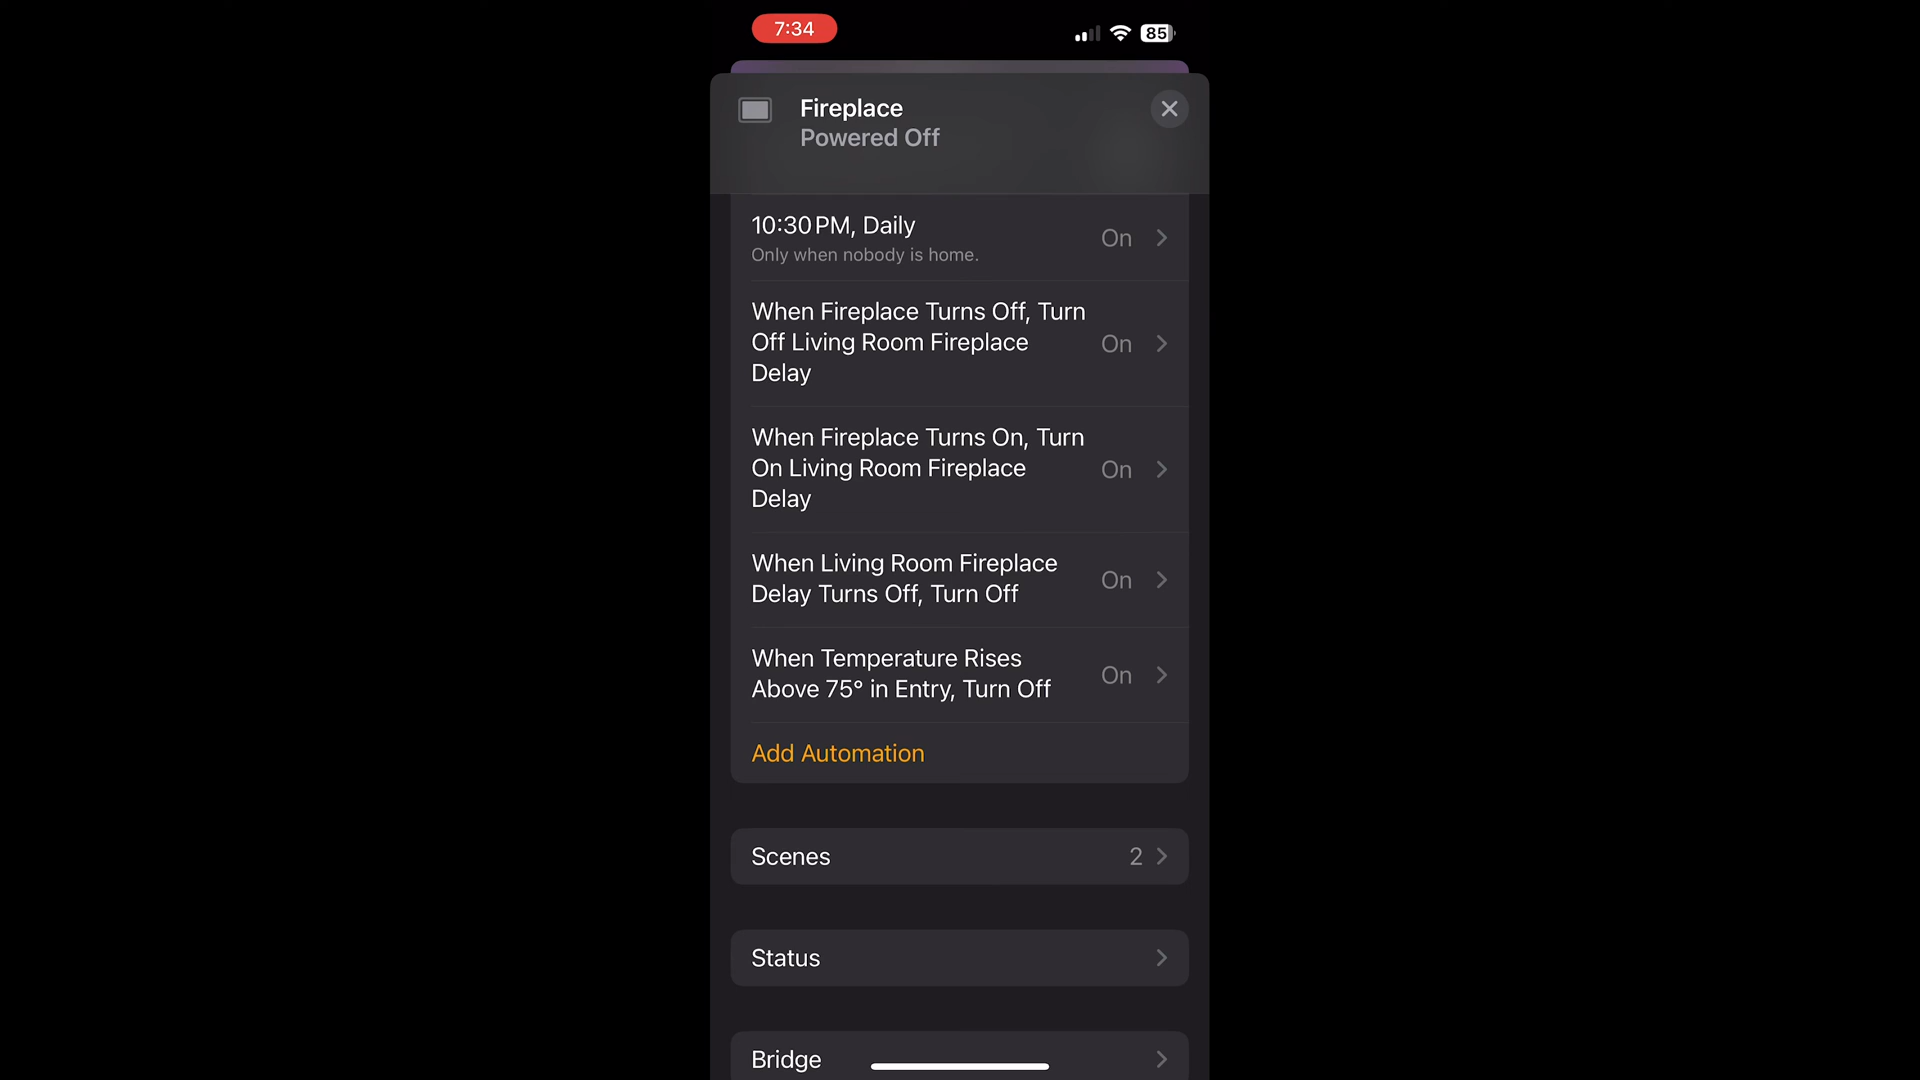 7:34
85
Fireplace
Powered Off
10:30 PM, Daily
Only when nobody is home.
On
When Fireplace Turns Off, Turn
Off Living Room Fireplace
Delay
On
When Fireplace Turns On, Turn
On Living Room Fireplace
Delay
On
When Living Room Fireplace
Delay Turns Off, Turn Off
On
When Temperature Rises
Above 75° in Entry, Turn Off
On
Add Automation
Scenes 2
Status
Bridge